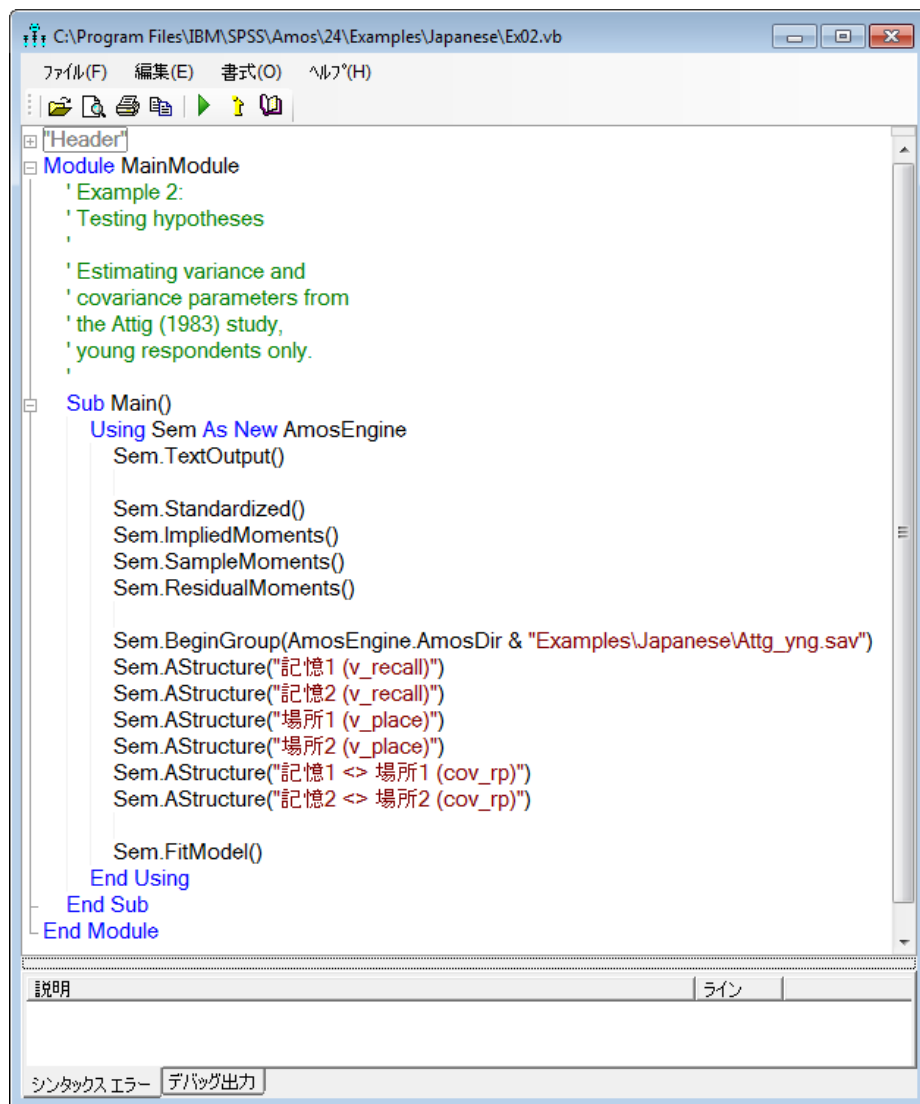 C:\Program Files\IBM\SPSS\Amos\24\Examples\Japanese\Ex02.vb
ファイル(F) 編集(E) 書式(O) ヘルプ(H)
"Header"
Module MainModule
' Example 2:
' Testing hypotheses
'
' Estimating variance and
' covariance parameters from
' the Attig (1983) study,
' young respondents only.
'
Sub Main()
Using Sem As New AmosEngine
Sem.TextOutput()
Sem.Standardized()
Sem.ImpliedMoments()
Sem.SampleMoments()
Sem.ResidualMoments()
Sem.BeginGroup(AmosEngine.AmosDir & "Examples\Japanese\Attg_yng.sav")
Sem.AStructure("記憶1 (v_recall)")
Sem.AStructure("記憶2 (v_recall)")
Sem.AStructure("場所1 (v_place)")
Sem.AStructure("場所2 (v_place)")
Sem.AStructure("記憶1 <> 場所1 (cov_rp)")
Sem.AStructure("記憶2 <> 場所2 (cov_rp)")
Sem.FitModel()
End Using
End Sub
End Module
説明 ライン
シンタックス エラー デバッグ出力